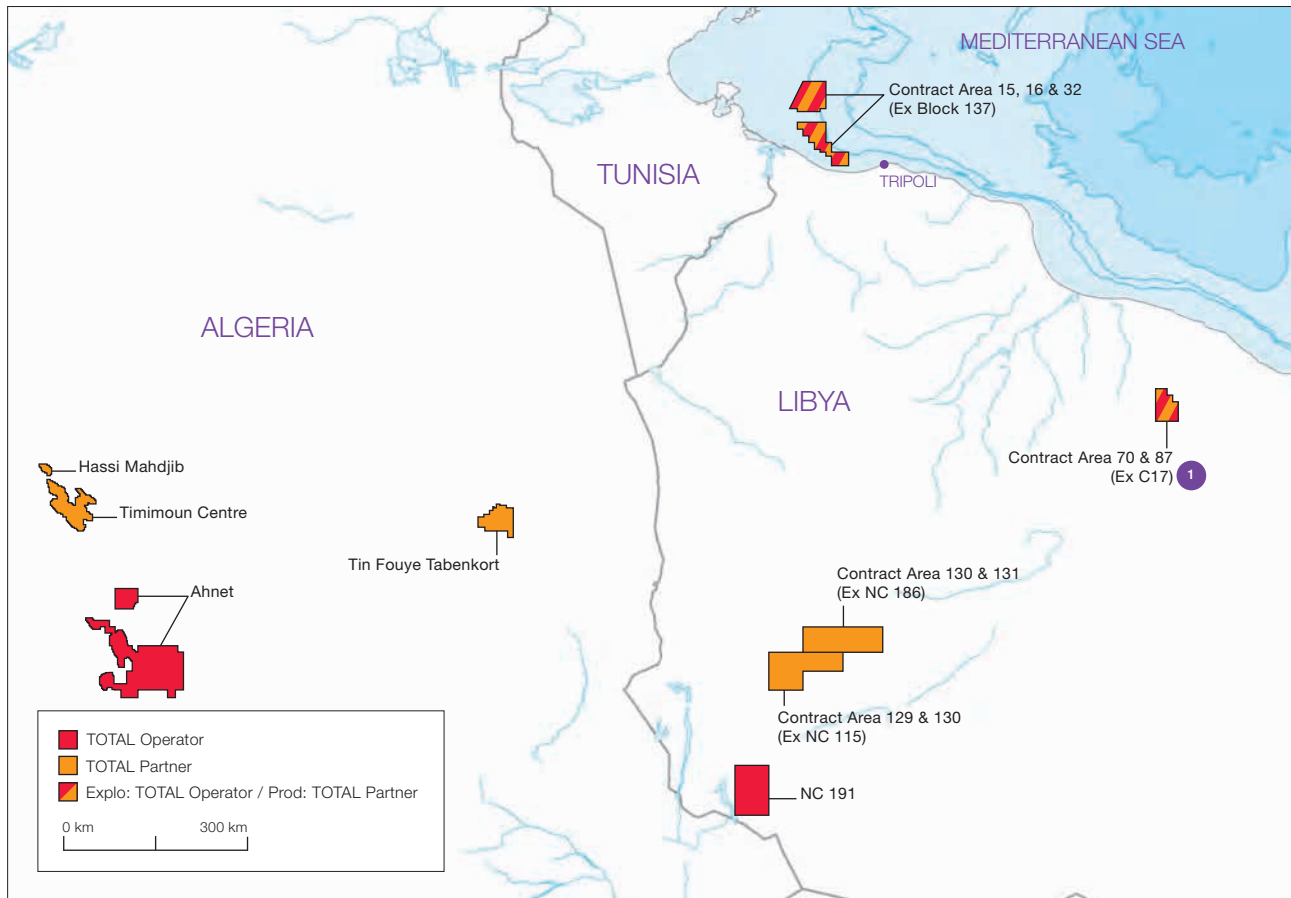 MEDITERRANEAN SEA
Contract Area 15, 16 & 32
(Ex Block 137)
TUNISIA
TRIPOLI
ALGERIA
LIBYA
Contract Area 70 & 87
(Ex C17)
1
Hassi Mahdjib
Timimoun Centre
Tin Fouye Tabenkort
Ahnet
Contract Area 130 & 131
(Ex NC 186)
Contract Area 129 & 130
(Ex NC 115)
NC 191
TOTAL Operator
TOTAL Partner
Explo: TOTAL Operator / Prod: TOTAL Partner
0 km 300 km